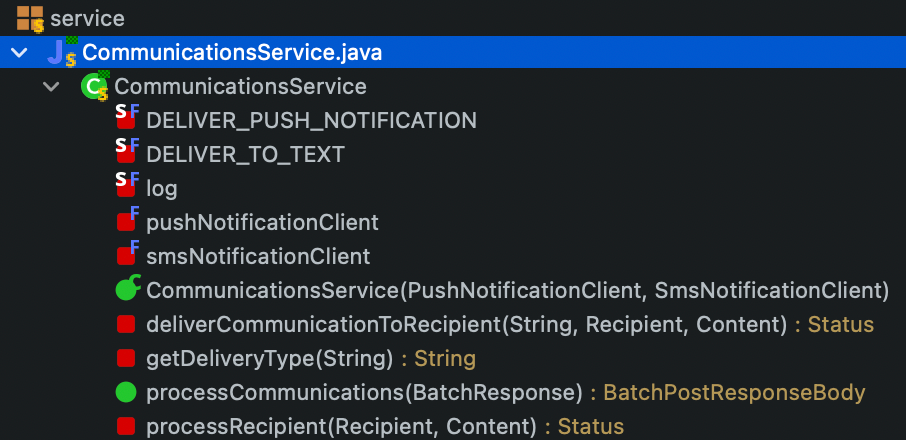 service
CommunicationsService.java
CommunicationsService
DELIVER_PUSH_NOTIFICATION
DELIVER_TO_TEXT
log
pushNotificationClient
smsNotificationClient
CommunicationsService(PushNotificationClient, SmsNotificationClient)
deliverCommunicationToRecipient(String, Recipient, Content) : Status
getDeliveryType(String) : String
processCommunications(BatchResponse) : BatchPostResponseBody
processRecipient(Recipient, Content) : Status